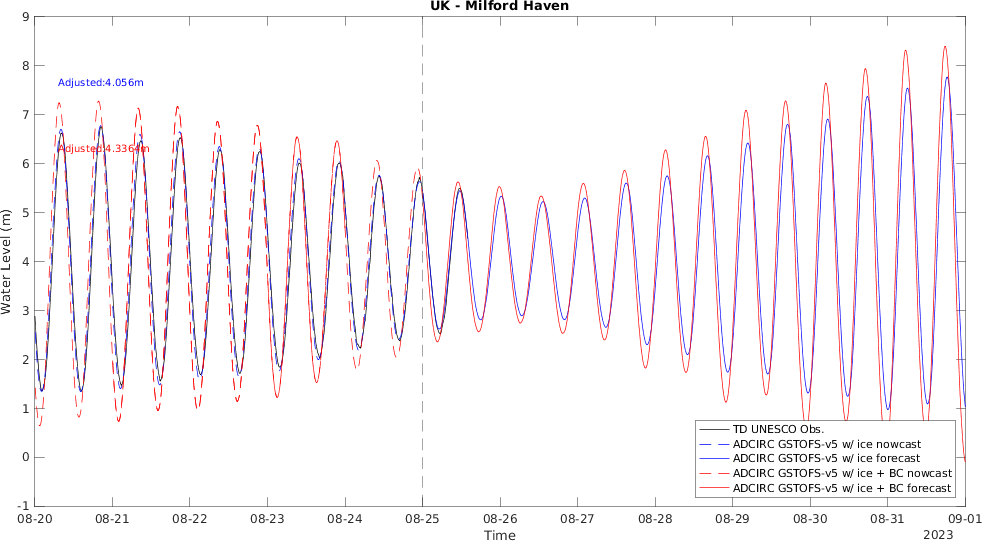 UK - Milford Haven
9
8
7
6
5
4
3
2
1
0
-1
Water Level (m)
Adjusted:4.056m
Adjusted:4.3364m
TD UNESCO Obs.
ADCIRC GSTOFS-v5 w/ ice nowcast
ADCIRC GSTOFS-v5 w/ ice forecast
ADCIRC GSTOFS-v5 w/ ice + BC nowcast
ADCIRC GSTOFS-v5 w/ ice + BC forecast
08-20 08-21 08-22 08-23 08-24 08-25 08-26 08-27 08-28 08-29 08-30 08-31 09-01
Time
2023